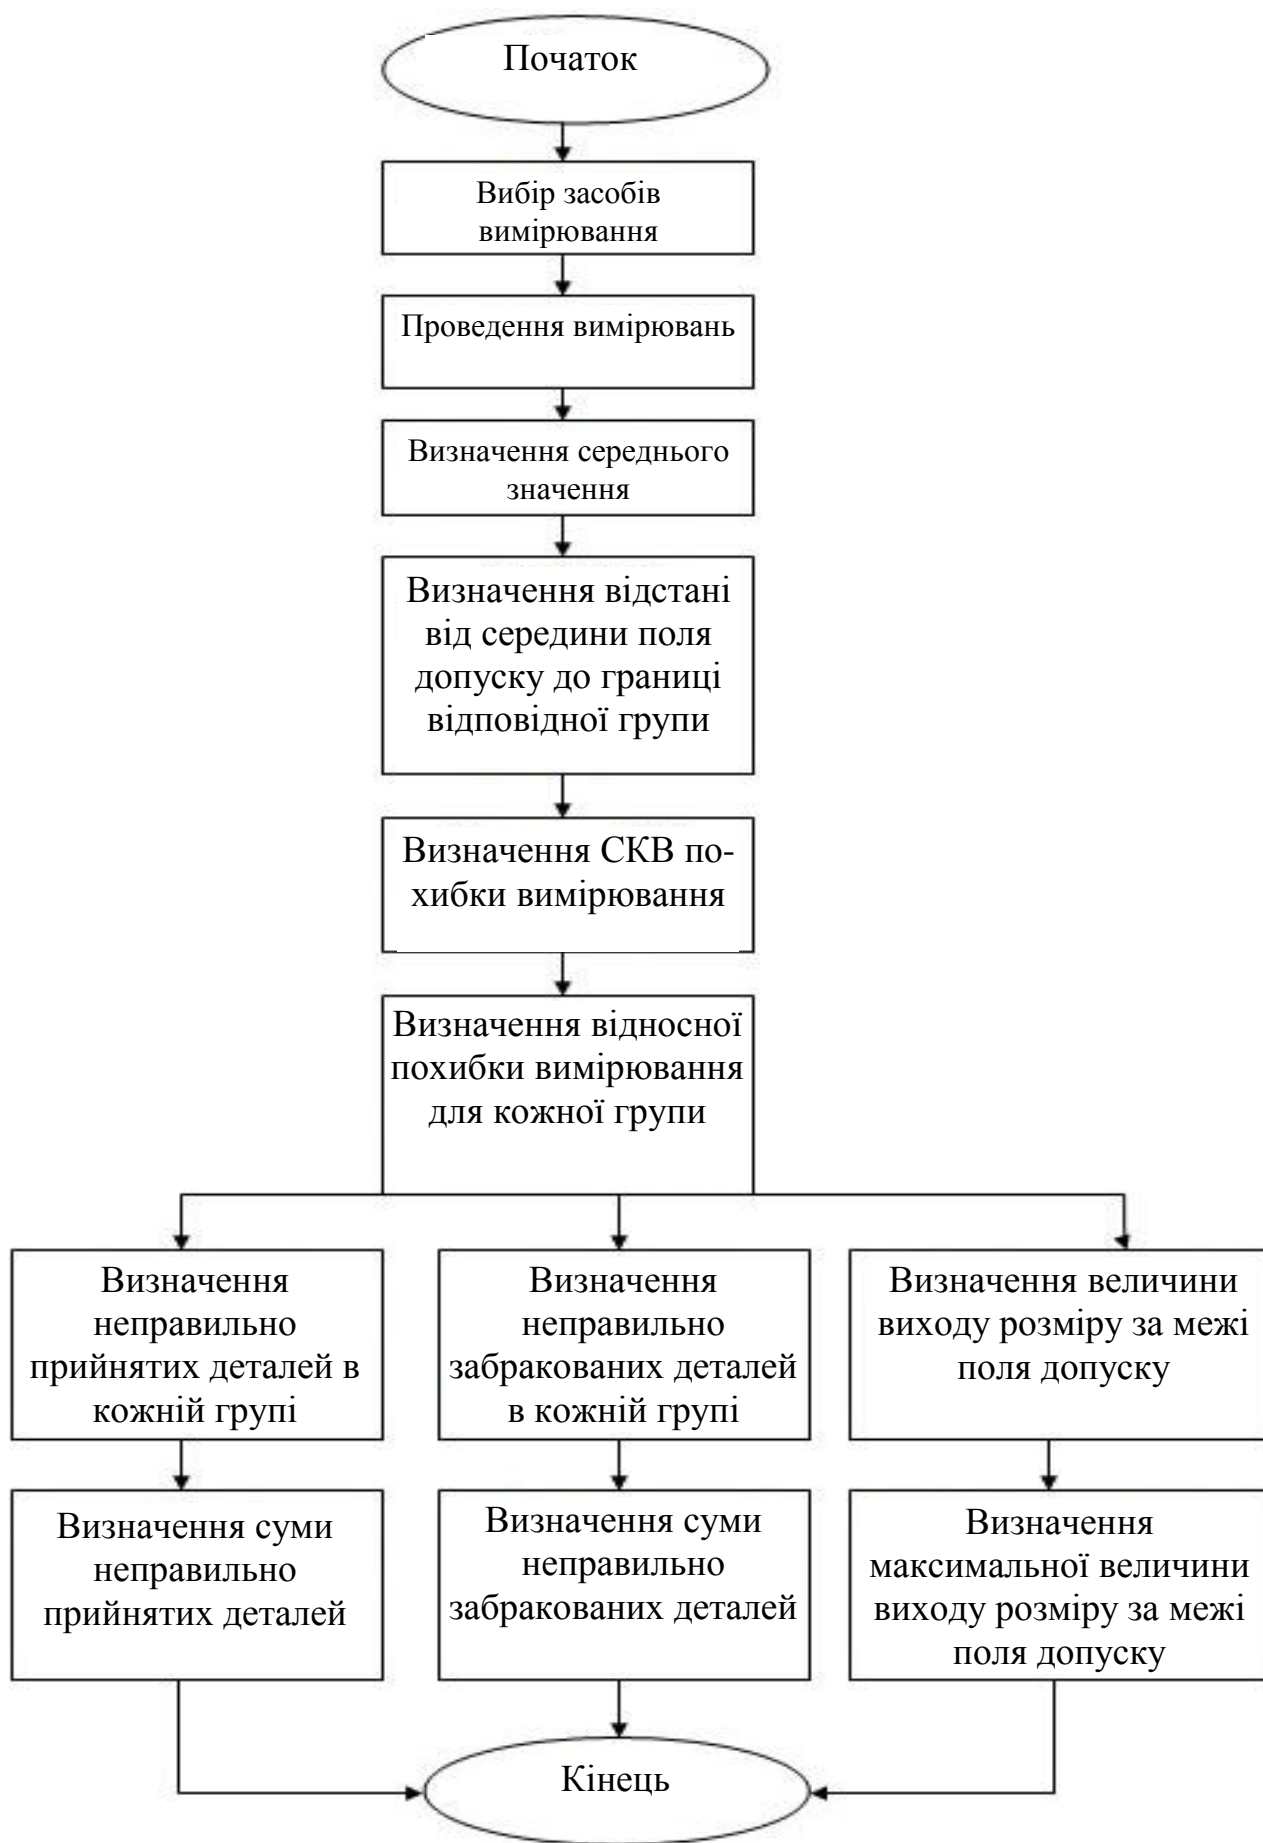 Початок
Вибір засобів
вимірювання
Проведення вимірювань
Визначення середнього
значення
Визначення відстані
від середини поля
допуску до границі
відповідної групи
Визначення СКВ по-
хибки вимірювання
Визначення відносної
похибки вимірювання
для кожної групи
Визначення
неправильно
прийнятих деталей в
кожній групі
Визначення
неправильно
забракованих деталей
в кожній групі
Визначення величини
виходу розміру за межі
поля допуску
Визначення суми
неправильно
прийнятих деталей
Визначення суми
неправильно
забракованих деталей
Визначення
максимальної величини
виходу розміру за межі
поля допуску
Кінець